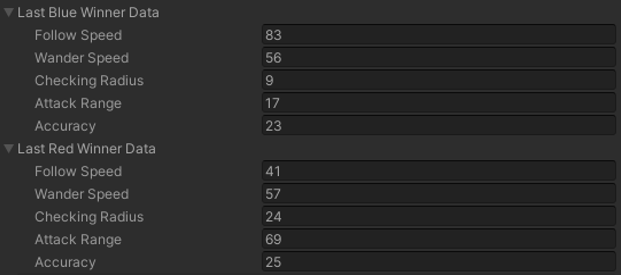 Last Blue Winner Data
Follow Speed 83
Wander Speed 56
Checking Radius 9
Attack Range 17
Accuracy 23
Last Red Winner Data
Follow Speed 41
Wander Speed 57
Checking Radius 24
Attack Range 69
Accuracy 25